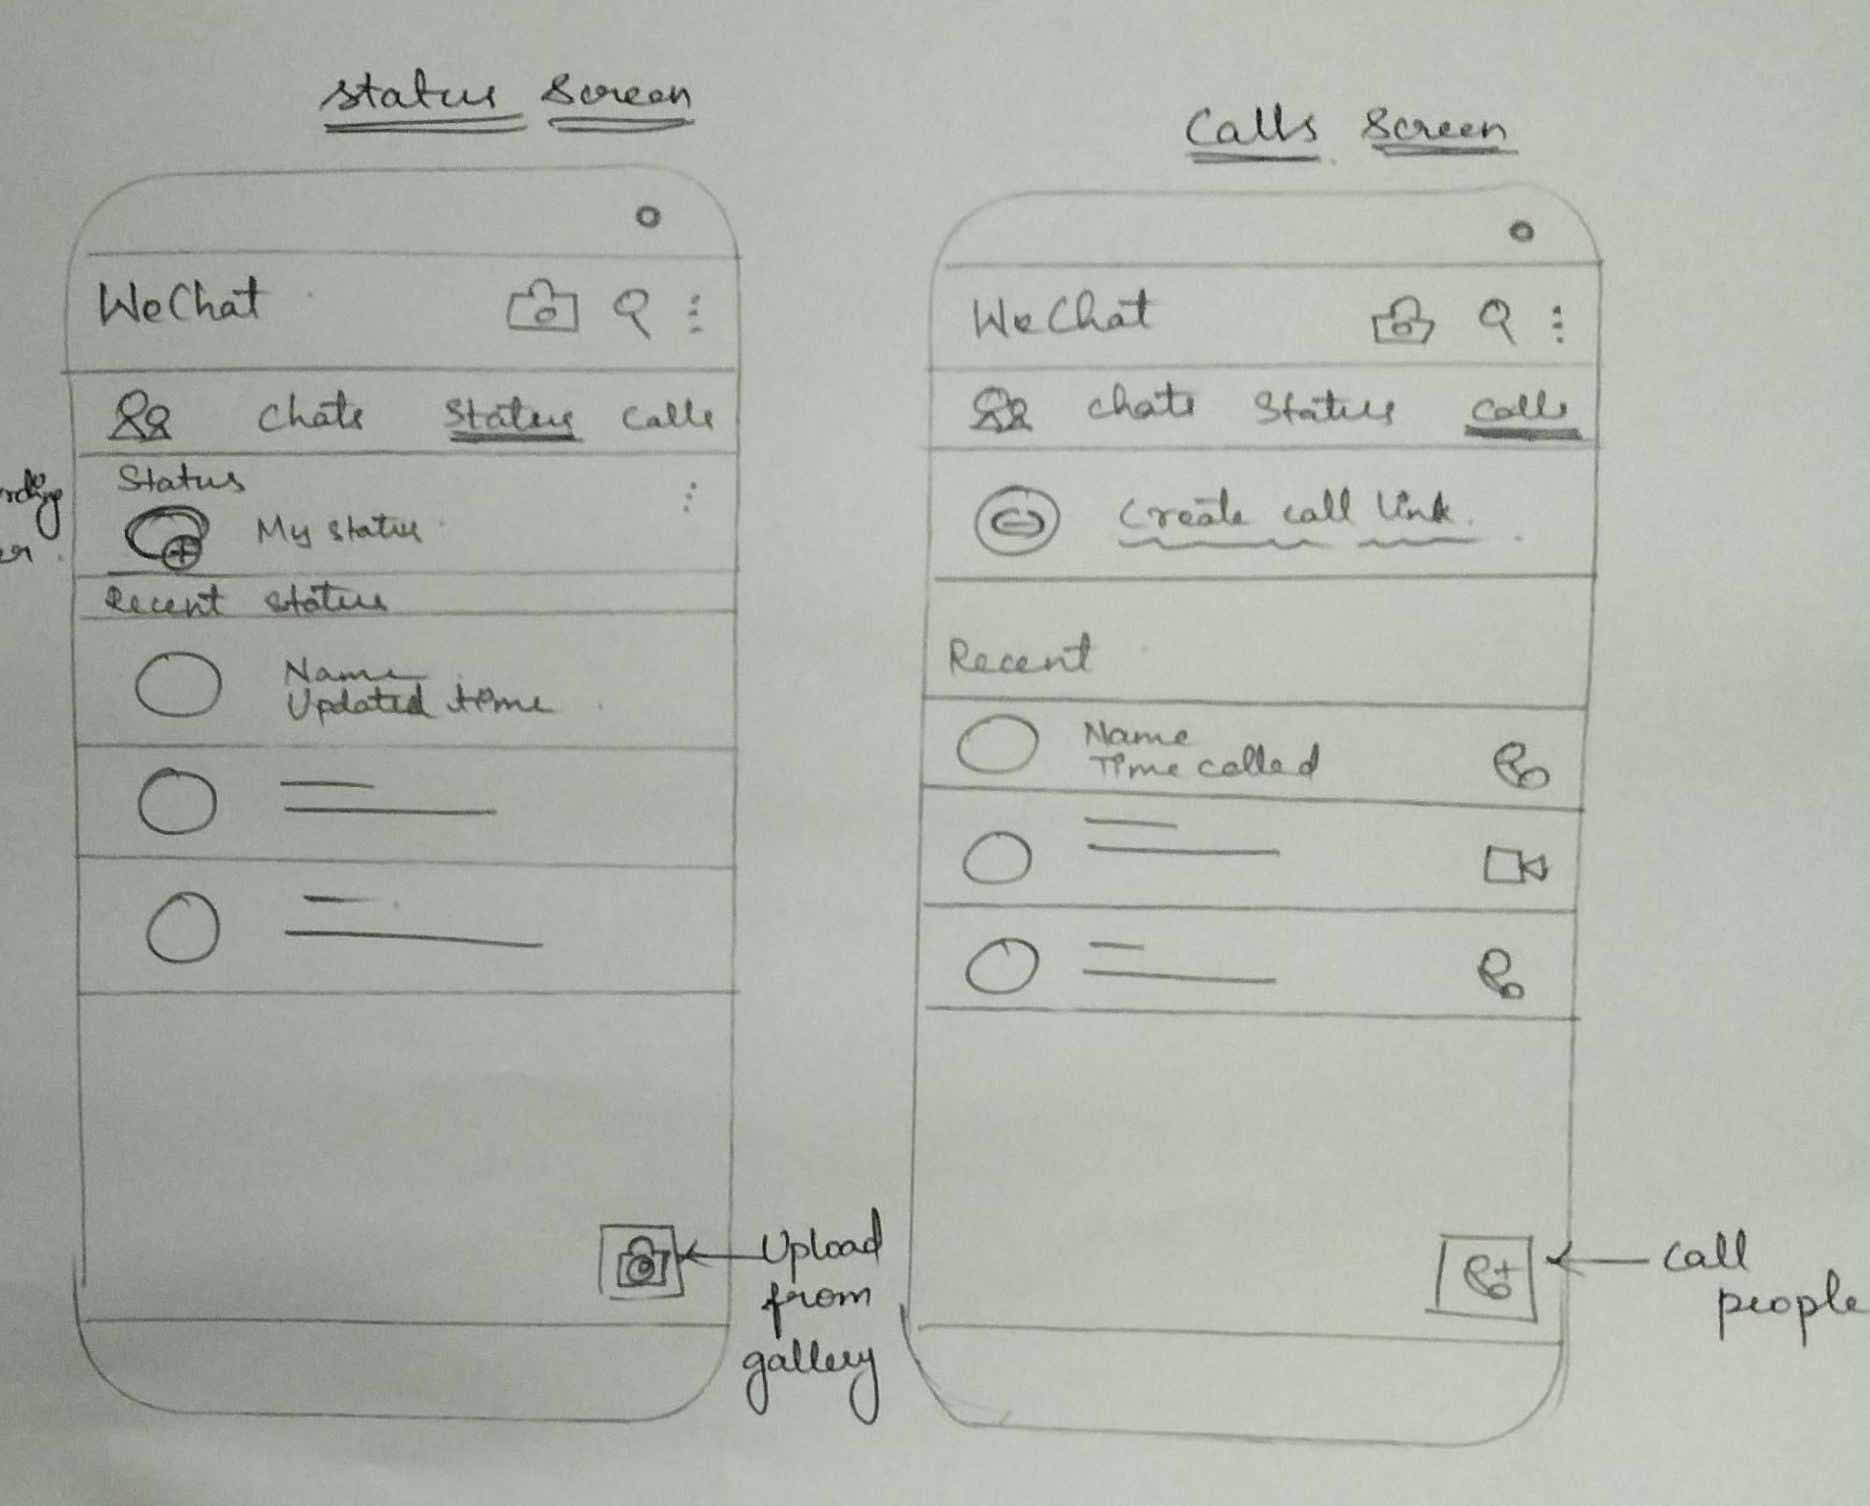 Status Screen
WeChat
Chats Status Calls
Status
My status
Recent status
Name
Updated time
Upload
from
gallery
Calls Screen
WeChat
Chats Status Calls
Create call link.
Recent
Name
Time called
Call
people